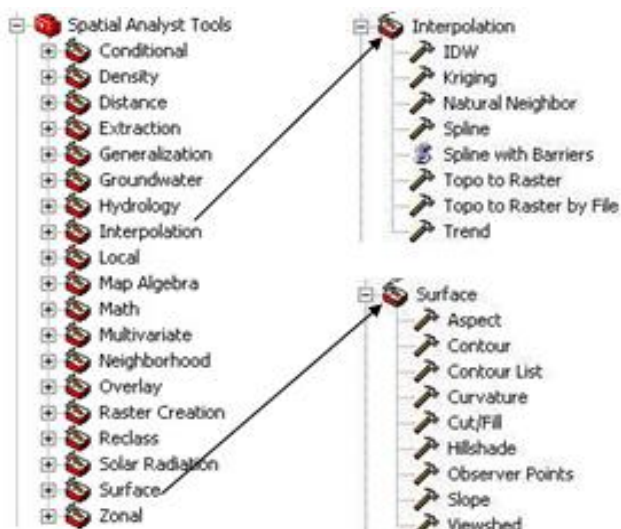 Spatial Analyst Tools
Conditional
Density
Distance
Extraction
Generalization
Groundwater
Hydrology
Interpolation
Local
Map Algebra
Math
Multivariate
Neighborhood
Overlay
Raster Creation
Reclass
Solar Radiation
Surface
Zonal
Interpolation
IDW
Kriging
Natural Neighbor
Spline
Spline with Barriers
Topo to Raster
Topo to Raster by File
Trend
Surface
Aspect
Contour
Contour List
Curvature
Cut/Fill
Hillshade
Observer Points
Slope
Viewshed